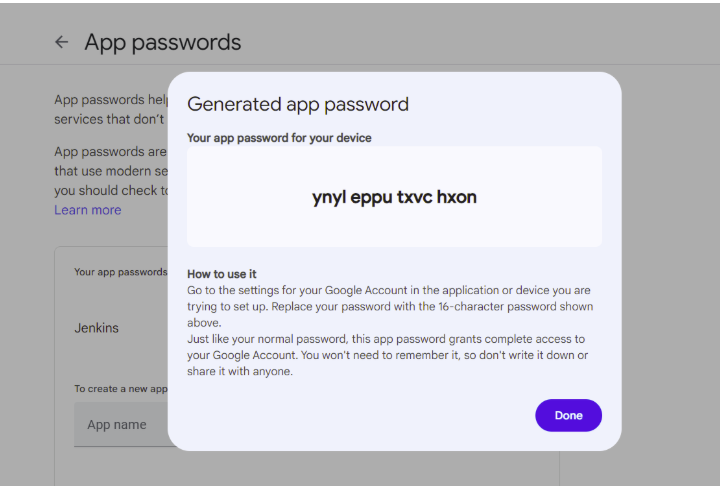 App passwords
App passwords help
services that don't
App passwords are
that use modern se
you should check to
Learn more
Your app passwords
Jenkins
To create a new app
App name
Generated app password
Your app password for your device
ynyl eppu txvc hxon
How to use it
Go to the settings for your Google Account in the application or device you are
trying to set up. Replace your password with the 16-character password shown
above.
Just like your normal password, this app password grants complete access to
your Google Account. You won't need to remember it, so don't write it down or
share it with anyone.
Done